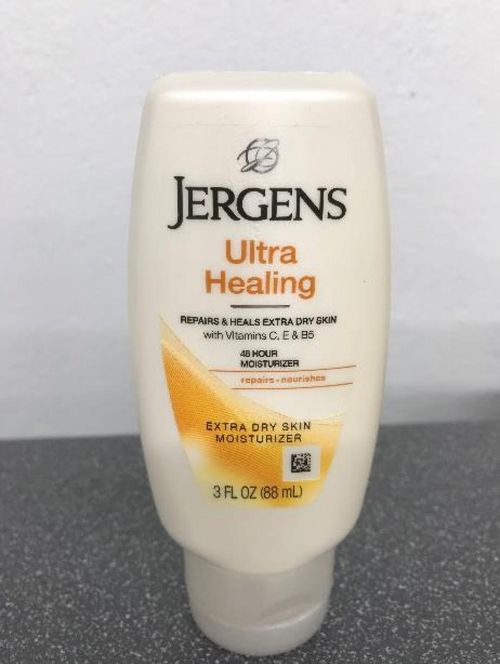 JERGENS
Ultra
Healing
REPAIRS & HEALS EXTRA DRY SKIN
with Vitamins C, E & B5
48 HOUR
MOISTURIZER
repairs • nourishes
EXTRA DRY SKIN
MOISTURIZER
3 FL OZ (88 mL)